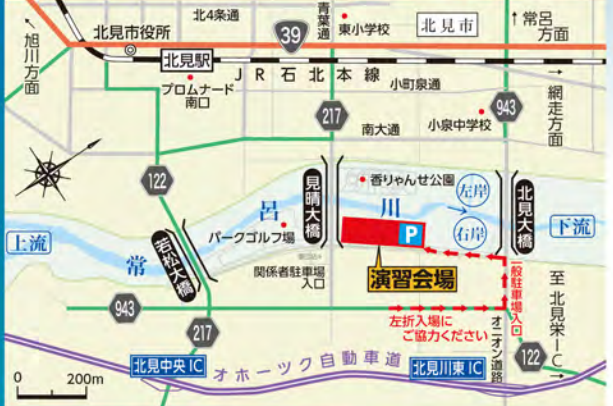 北4条通
青葉通
東小学校
北見市
↑常呂方面
↖旭川方面
北見市役所
39
北見駅
JR石北本線
プロムナード
南口
小町泉通
→網走方面
217
943
小泉中学校
南大通
122
見晴大橋
香りゃんせ公園
左岸
右岸
北見大橋
常呂川
上流
下流
若松大橋
パークゴルフ場
P
関係者駐車場
入口
演習会場
一般駐車場入口
至北見栄IC→
943
217
左折入場に
ご協力ください
オニオン道路
122
北見中央IC
オホーツク自動車道
北見川東IC
0
200m